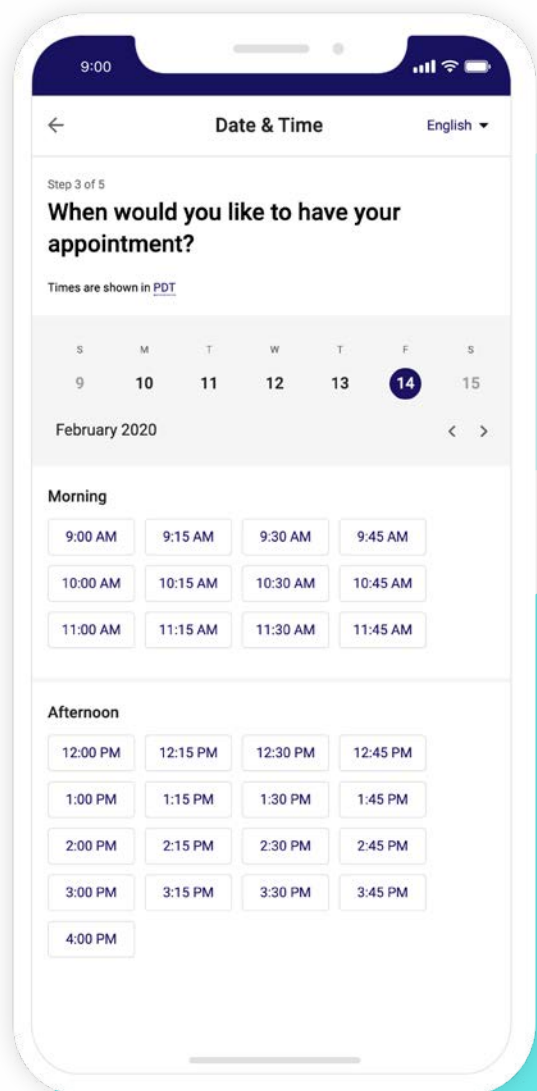 9:00
Date & Time
English
Step 3 of 5
When would you like to have your
appointment?
Times are shown in PDT
S M T W T F S
9 10 11 12 13 14 15
February 2020
Morning
9:00 AM 9:15 AM 9:30 AM 9:45 AM
10:00 AM 10:15 AM 10:30 AM 10:45 AM
11:00 AM 11:15 AM 11:30 AM 11:45 AM
Afternoon
12:00 PM 12:15 PM 12:30 PM 12:45 PM
1:00 PM 1:15 PM 1:30 PM 1:45 PM
2:00 PM 2:15 PM 2:30 PM 2:45 PM
3:00 PM 3:15 PM 3:30 PM 3:45 PM
4:00 PM